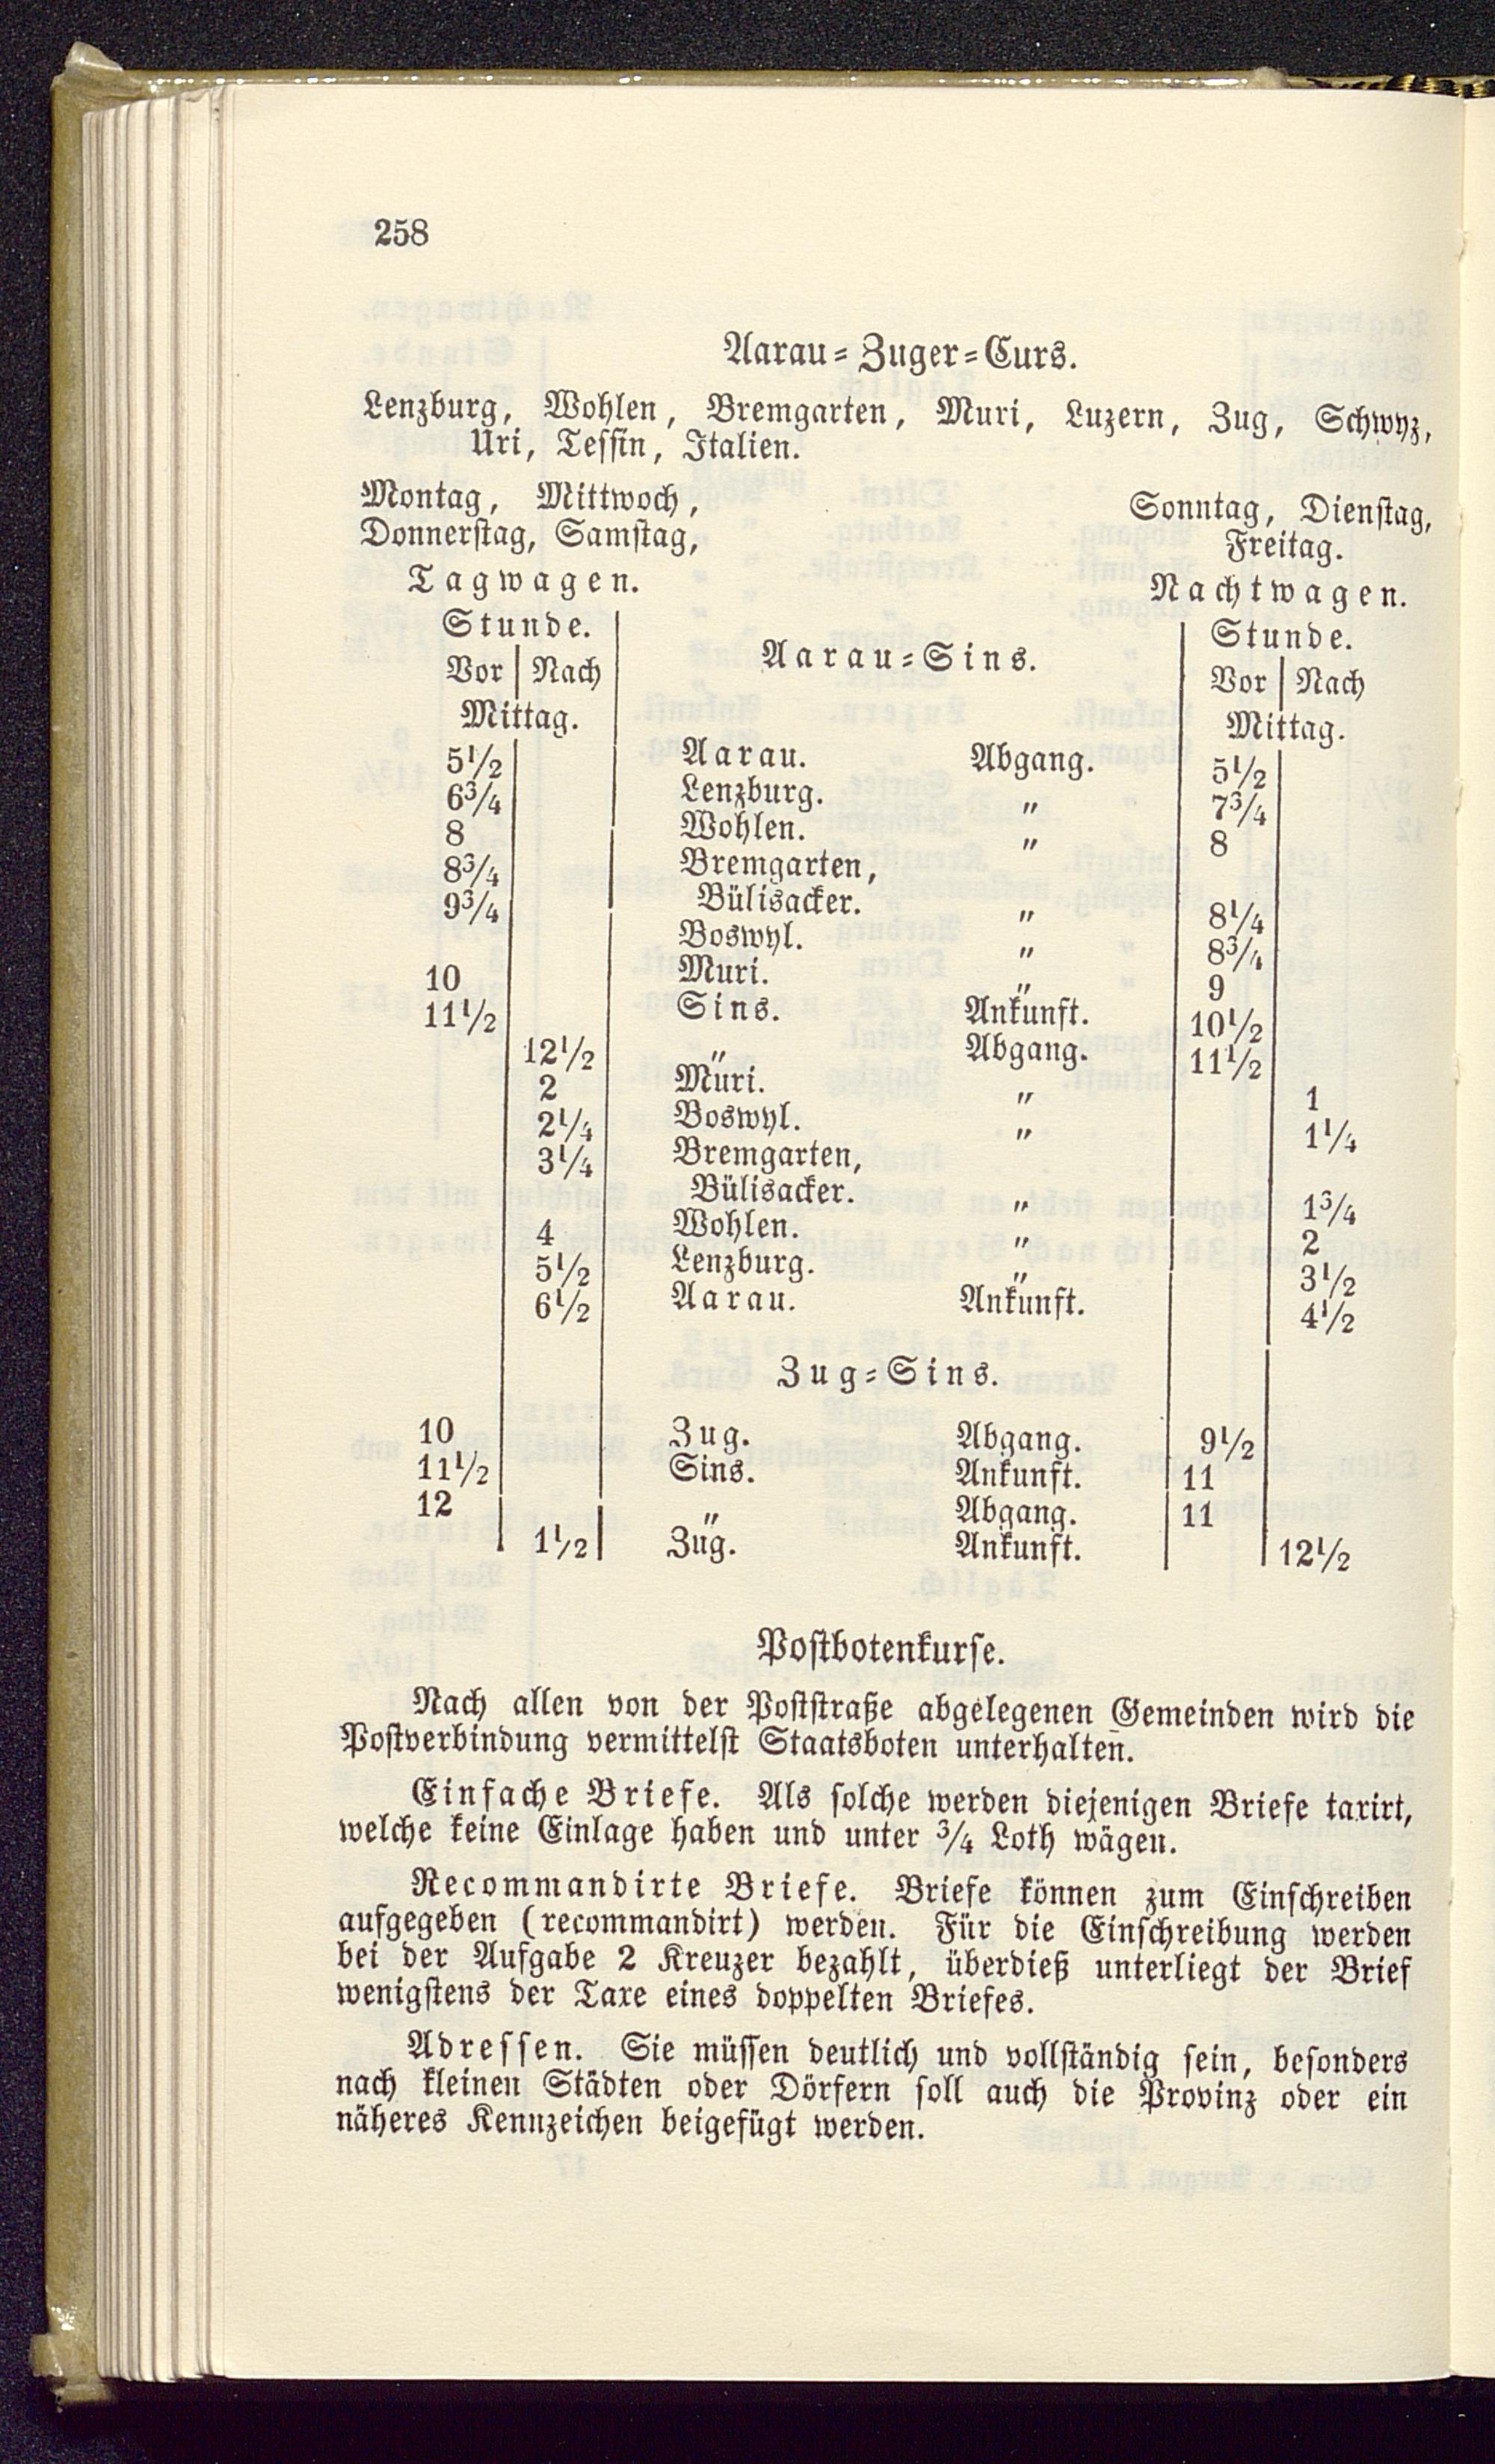 258
Aarau-Zuger-Curs.
Lenzburg, Wohlen, Bremgarten, Muri, Luzern, Zug, Schwyz,
Uri, Tessin, Italien.
Montag, Mittwoch, Sonntag, Dienstag,
Donnerstag, Samstag, Freitag.
Tagwagen. Nachtwagen.
Stunde. Aarau-Sins. Stunde.
Vor | Nach Vor | Nach
Mittag. Mittag.
5½ Aarau. Abgang. 5½
6¾ Lenzburg. " 7¾
8 Wohlen. " 8
8¾ Bremgarten,
9¾ Bülisacker. " 8¼
Boswyl. " 8¾
10 Muri. " 9
11½ Sins. Ankunft. 10½
12½ " Abgang. 11½
2 Muri. " 1
2¼ Boswyl. " 1¼
3¼ Bremgarten,
Bülisacker. " 1¾
4 Wohlen. " 2
5½ Lenzburg. " 3½
6½ Aarau. Ankunft. 4½
Zug-Sins.
10 Zug. Abgang. 9½
11½ Sins. Ankunft. 11
12 " Abgang. 11
1½ Zug. Ankunft. 12½
Postbotenkurse.
Nach allen von der Poststraße abgelegenen Gemeinden wird die
Postverbindung vermittelst Staatsboten unterhalten.
Einfache Briefe. Als solche werden diejenigen Briefe taxirt,
welche keine Einlage haben und unter ¾ Loth wägen.
Recommandirte Briefe. Briefe können zum Einschreiben
aufgegeben (recommandirt) werden. Für die Einschreibung werden
bei der Aufgabe 2 Kreuzer bezahlt, überdieß unterliegt der Brief
wenigstens der Taxe eines doppelten Briefes.
Adressen. Sie müssen deutlich und vollständig sein, besonders
nach kleinen Städten oder Dörfern soll auch die Provinz oder ein
näheres Kennzeichen beigefügt werden.